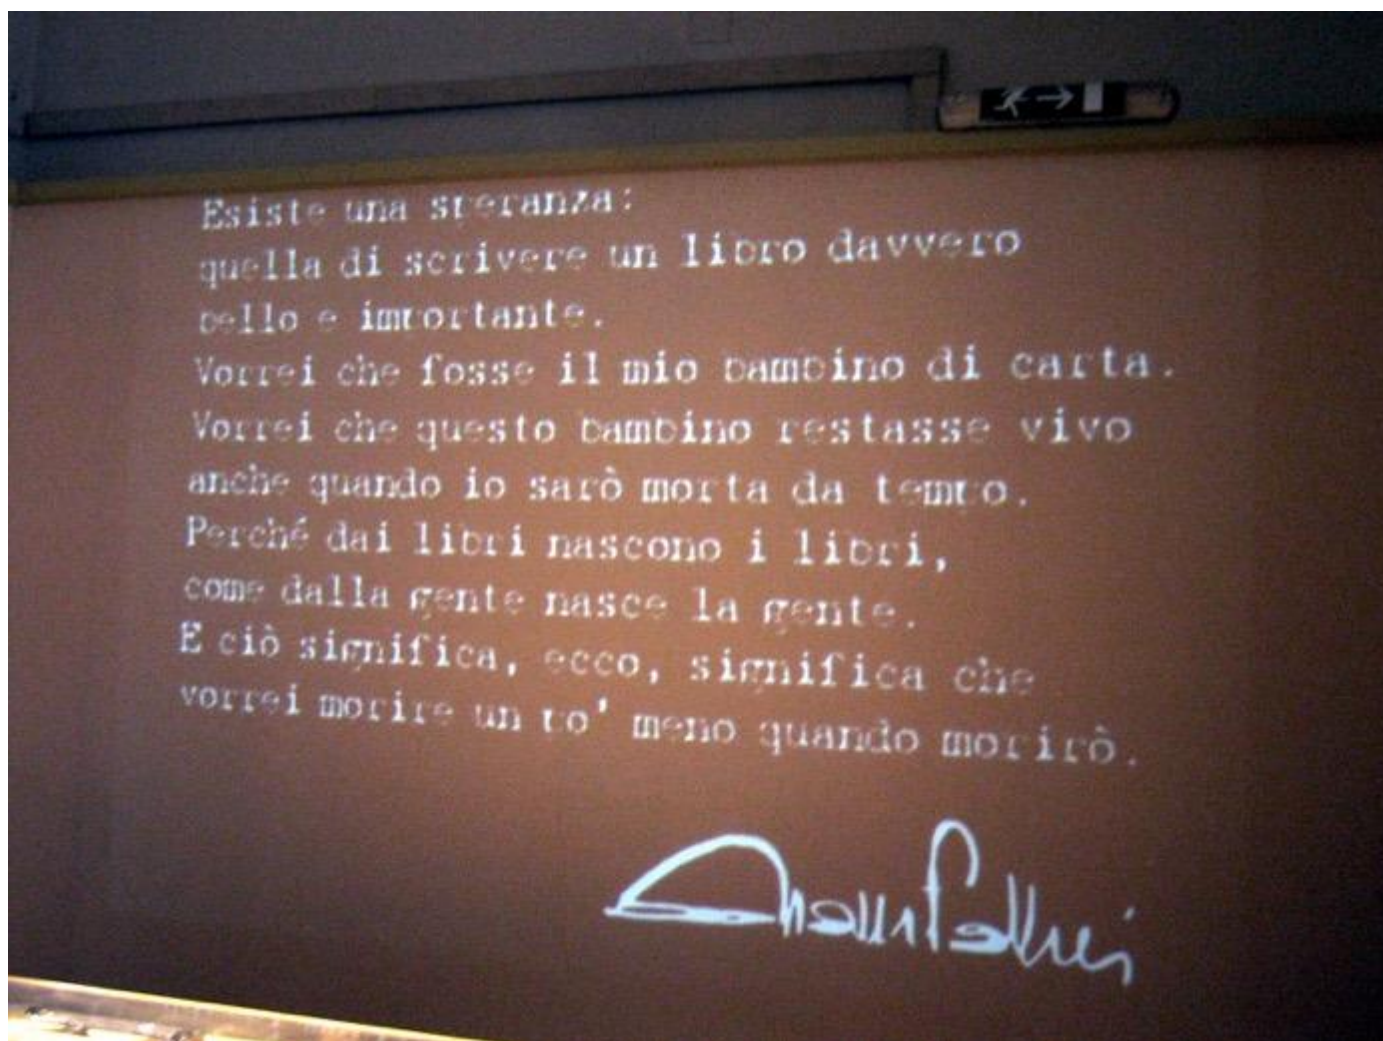 Esiste una speranza:
quella di scrivere un libro davvero
bello e importante.
Vorrei che fosse il mio bambino di carta.
Vorrei che questo bambino restasse vivo
anche quando io sarò morta da tempo.
Perché dai libri nascono i libri,
come dalla gente nasce la gente.
E ciò significa, ecco, significa che
vorrei morire un po' meno quando morirò.